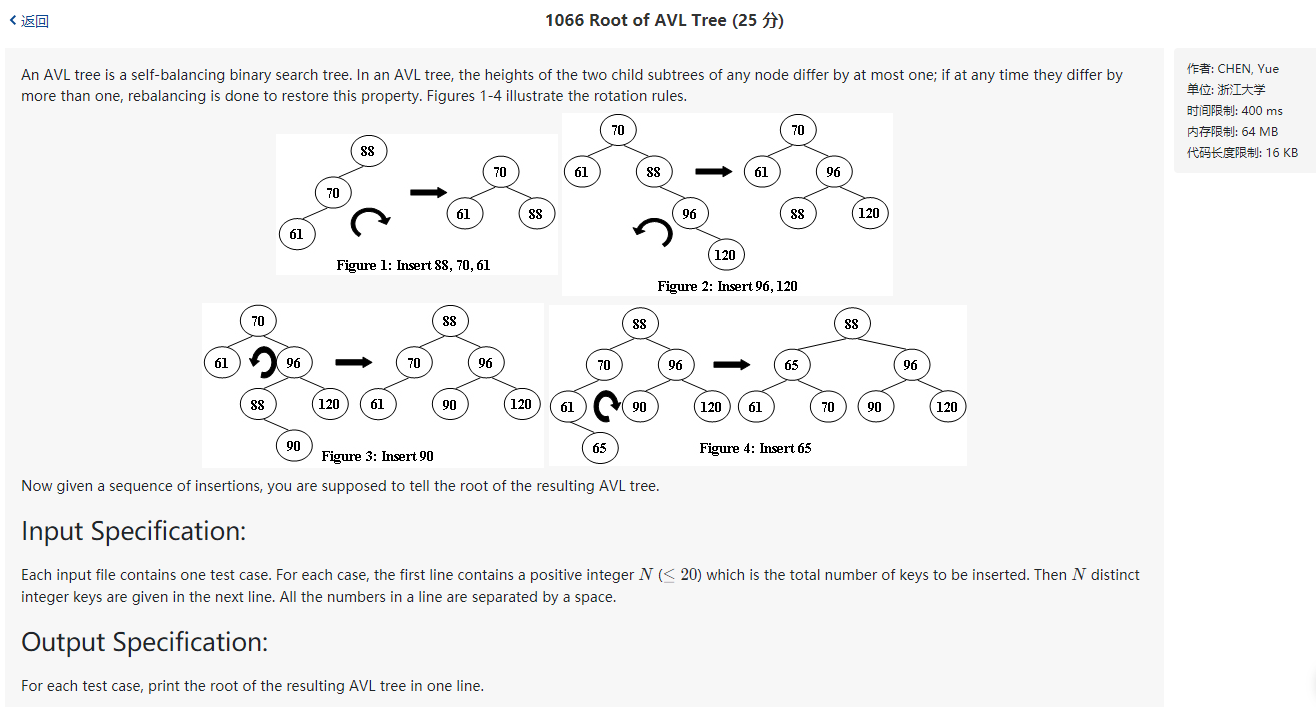 返回
1066 Root of AVL Tree (25 分)
An AVL tree is a self-balancing binary search tree. In an AVL tree, the heights of the two child subtrees of any node differ by at most one; if at any time they differ by
more than one, rebalancing is done to restore this property. Figures 1-4 illustrate the rotation rules.
88
70
61
70
61
88
Figure 1: Insert 88, 70, 61
70
61
88
96
120
70
61
96
88
120
Figure 2: Insert 96, 120
70
61
96
88
120
90
88
70
96
61
90
120
Figure 3: Insert 90
88
70
96
61
90
120
65
88
65
96
61
70
90
120
Figure 4: Insert 65
Now given a sequence of insertions, you are supposed to tell the root of the resulting AVL tree.
Input Specification:
Each input file contains one test case. For each case, the first line contains a positive integer N (≤ 20) which is the total number of keys to be inserted. Then N distinct
integer keys are given in the next line. All the numbers in a line are separated by a space.
Output Specification:
For each test case, print the root of the resulting AVL tree in one line.
作者: CHEN, Yue
单位: 浙江大学
时间限制: 400 ms
内存限制: 64 MB
代码长度限制: 16 KB